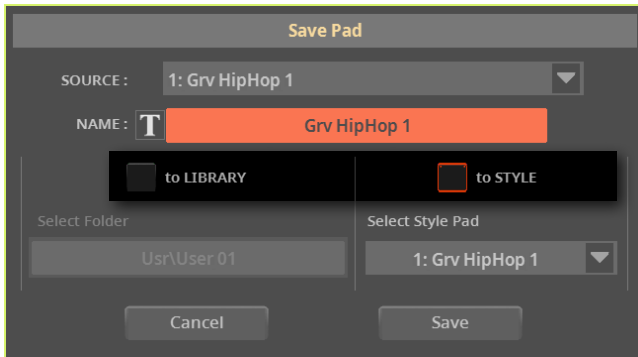 Save Pad
SOURCE : 1: Grv HipHop 1
NAME : T Grv HipHop 1
to LIBRARY to STYLE
Select Folder Select Style Pad
Usr\User 01 1: Grv HipHop 1
Cancel Save